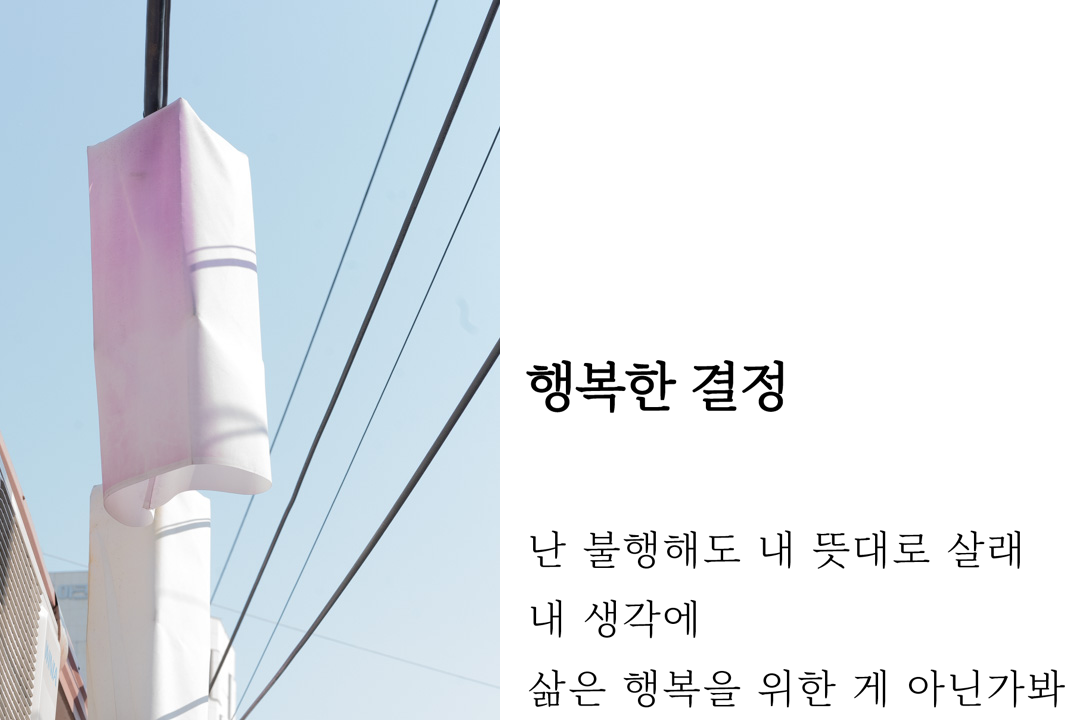 행복한 결정
난 불행해도 내 뜻대로 살래
내 생각에
삶은 행복을 위한 게 아닌가봐